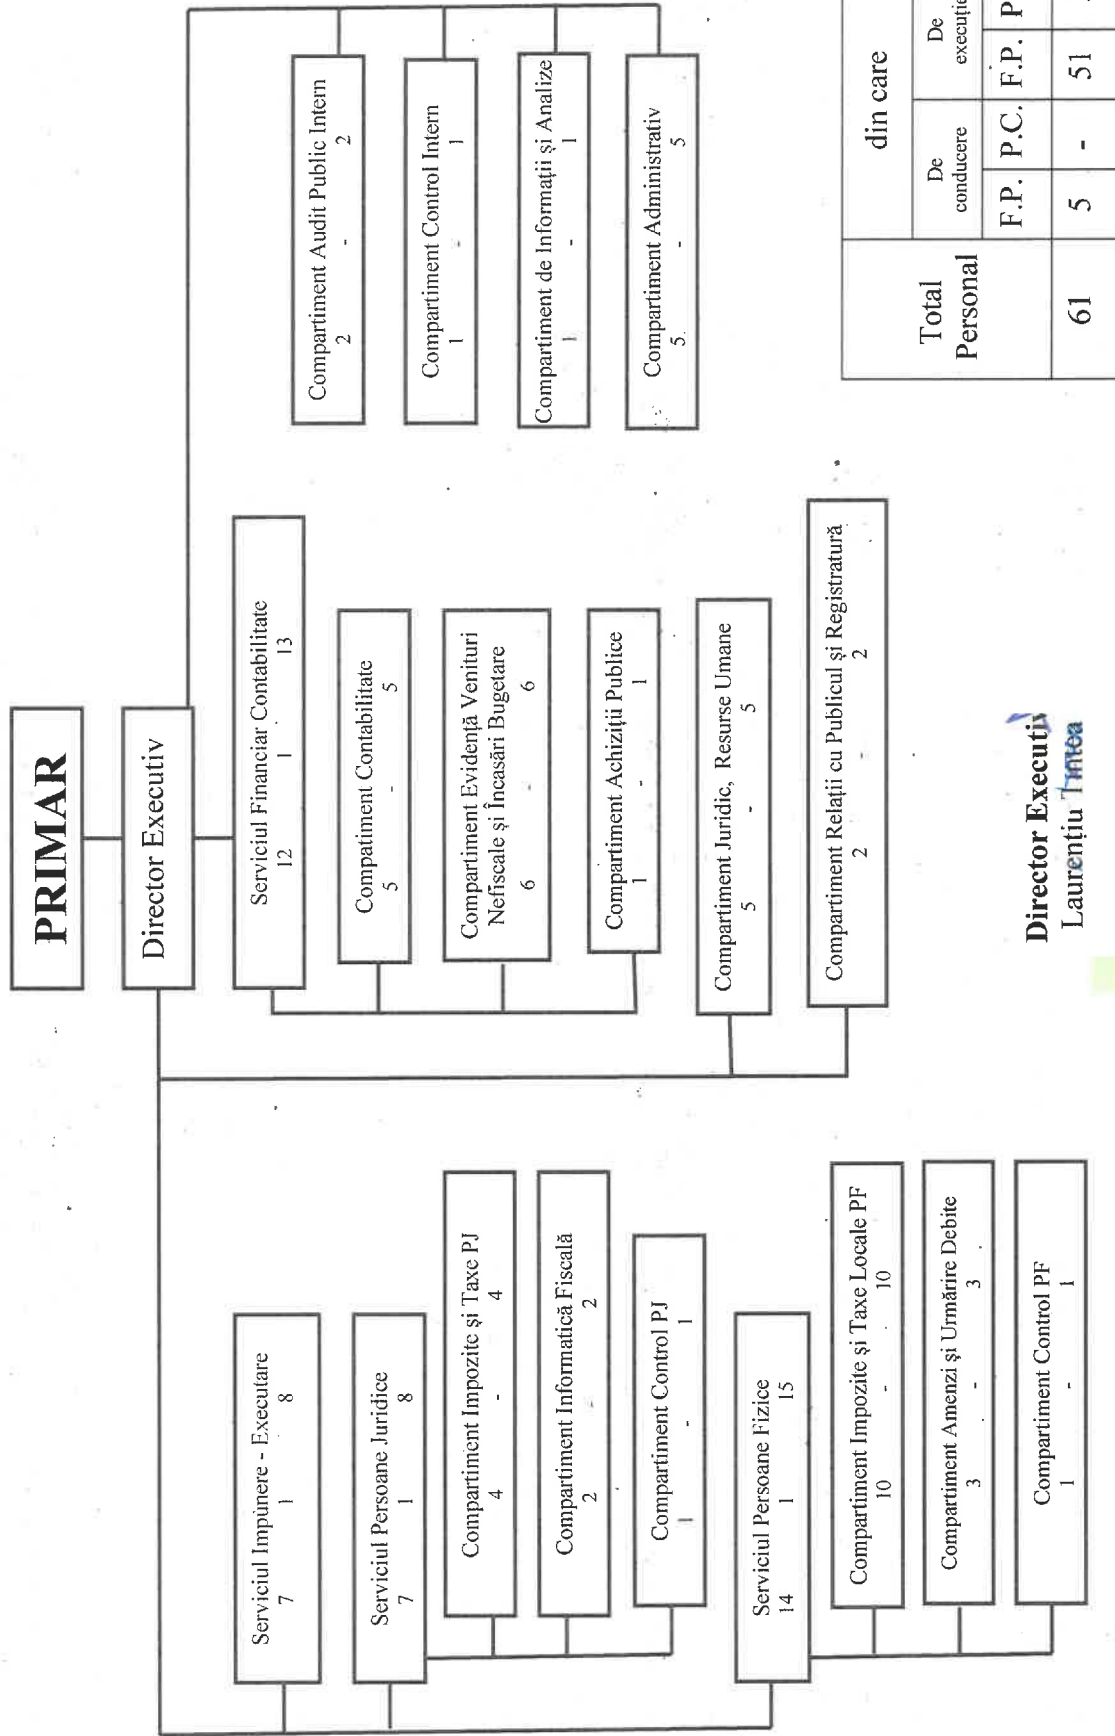 PRIMAR
Director Executiv
Serviciul Impunere - Executare
7 1 8
Serviciul Persoane Juridice
7 1 8
Compartiment Impozite și Taxe PJ
4 - 4
Compartiment Informatică Fiscală
2 - 2
Compartiment Control PJ
1 - 1
Serviciul Persoane Fizice
14 1 15
Compartiment Impozite și Taxe Locale PF
10 - 10
Compartiment Amenzi și Urmărire Debite
3 - 3
Compartiment Control PF
1 - 1
Serviciul Financiar Contabilitate
12 1 13
Compatiment Contabilitate
5 - 5
Compartiment Evidență Venituri
Nefiscale și Încasări Bugetare
6 - 6
Compartiment Achiziții Publice
1 - 1
Compartiment Juridic, Resurse Umane
5 - 5
Compartiment Relații cu Publicul și Registratură
2 - 2
Compartiment Audit Public Intern
2 - 2
Compartiment Control Intern
1 - 1
Compartiment de Informații și Analize
1 - 1
Compartiment Administrativ
5 - 5
Director Executiv
Laurențiu
Total
Personal
din care
De
conducere
De
execuție
F.P. P.C. F.P. P
61 5 - 51